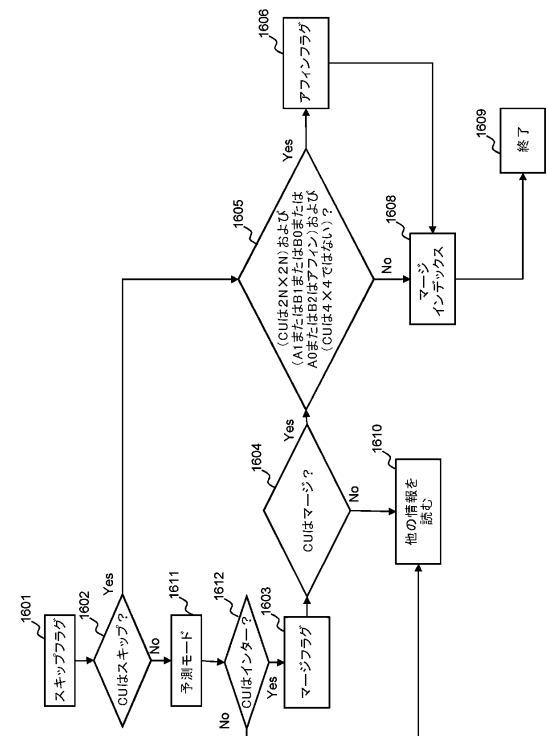 1601
スキップフラグ
1602
CUはスキップ?
Yes
No
1611
予測モード
1612
CUはインター?
No
Yes
1603
マージフラグ
1604
CUはマージ?
Yes
No
1610
他の情報を
読む
1605
(CUは2N×2N)および
(A1またはB1またはB0または
A0またはB2はアフィン)および
(CUは4×4ではない)?
Yes
No
1606
アフィンフラグ
1608
マージ
インデックス
1609
終了